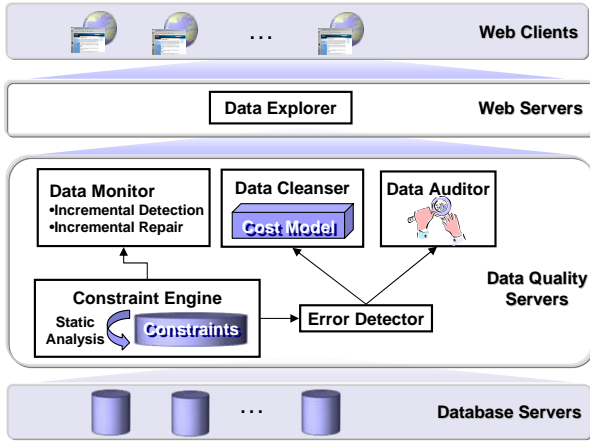 ...
Web Clients
Data Explorer
Web Servers
Data Monitor
•Incremental Detection
•Incremental Repair
Data Cleanser
Cost Model
Data Auditor
Constraint Engine
Static
Analysis
Constraints
Error Detector
Data Quality
Servers
...
Database Servers